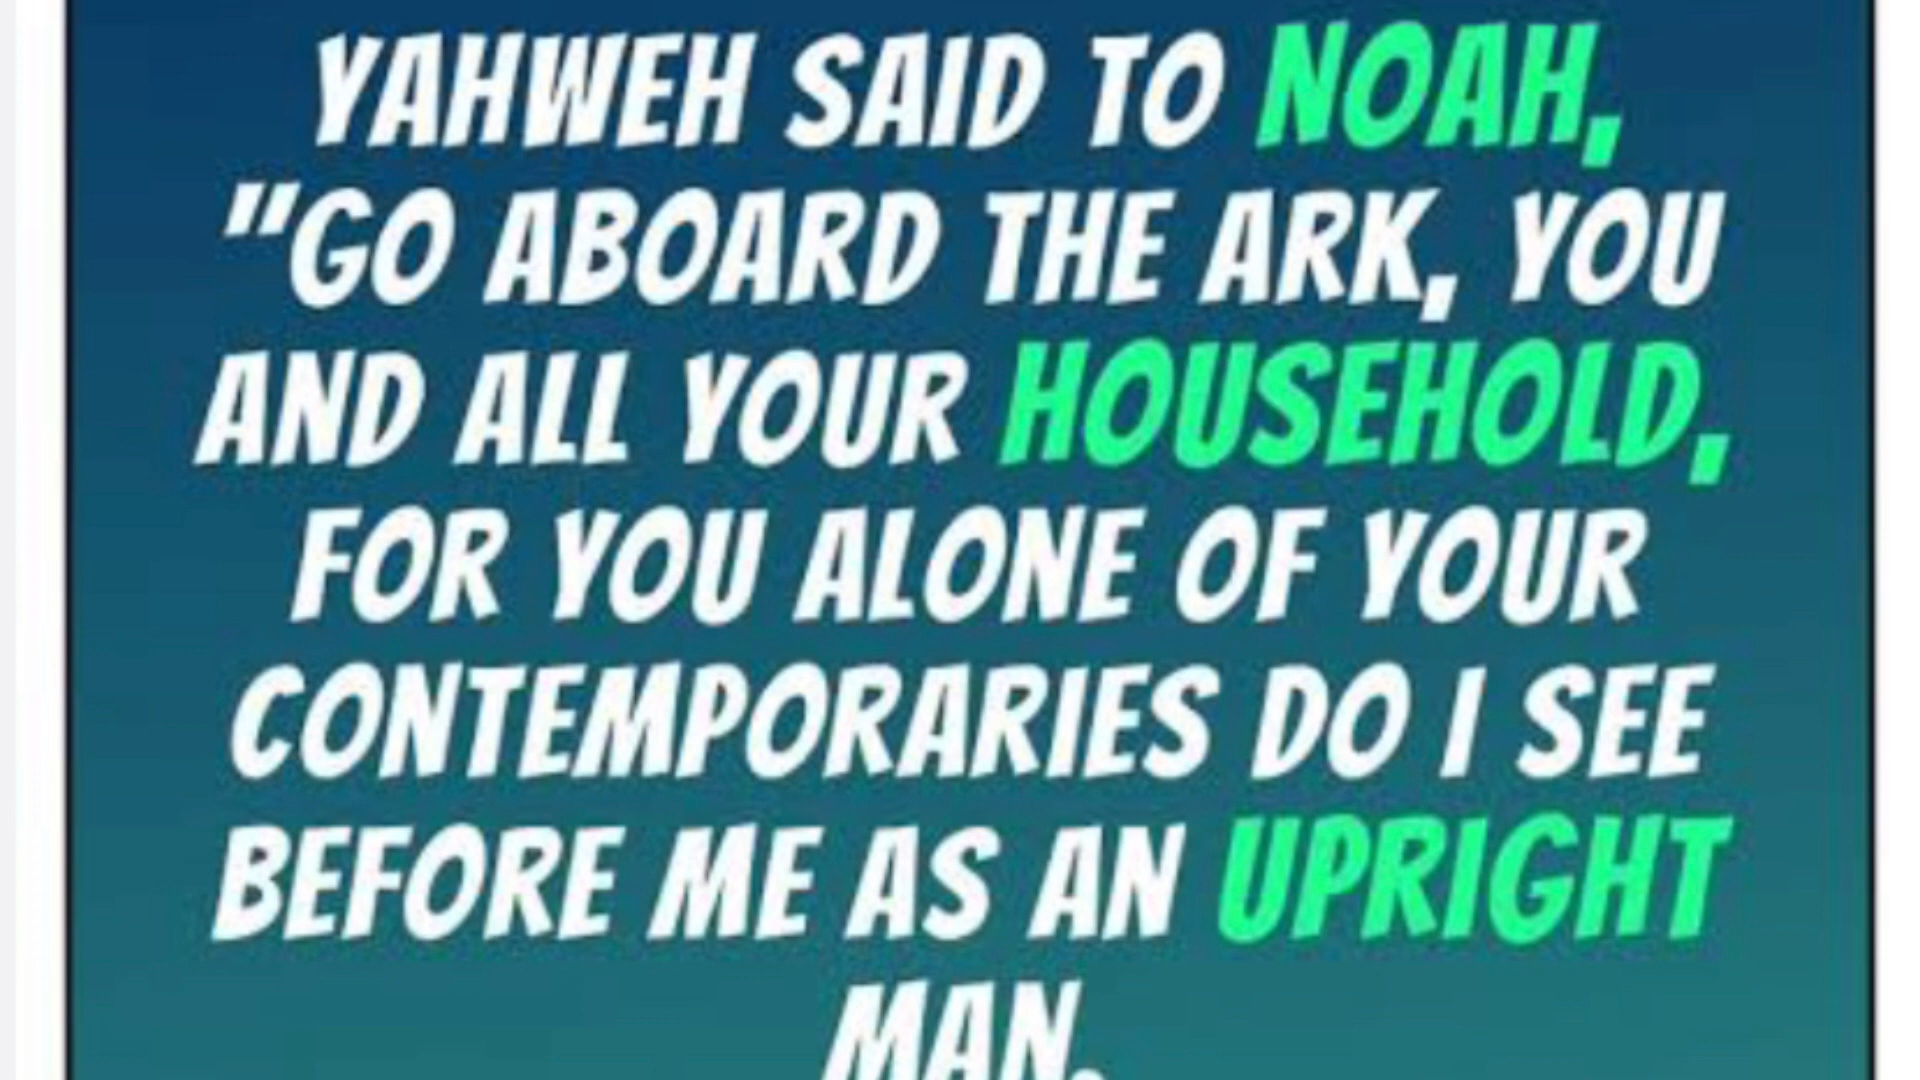 YAHWEH SAID TO NOAH,
"GO ABOARD THE ARK, YOU
AND ALL YOUR HOUSEHOLD,
FOR YOU ALONE OF YOUR
CONTEMPORARIES DO I SEE
BEFORE ME AS AN UPRIGHT
MAN.